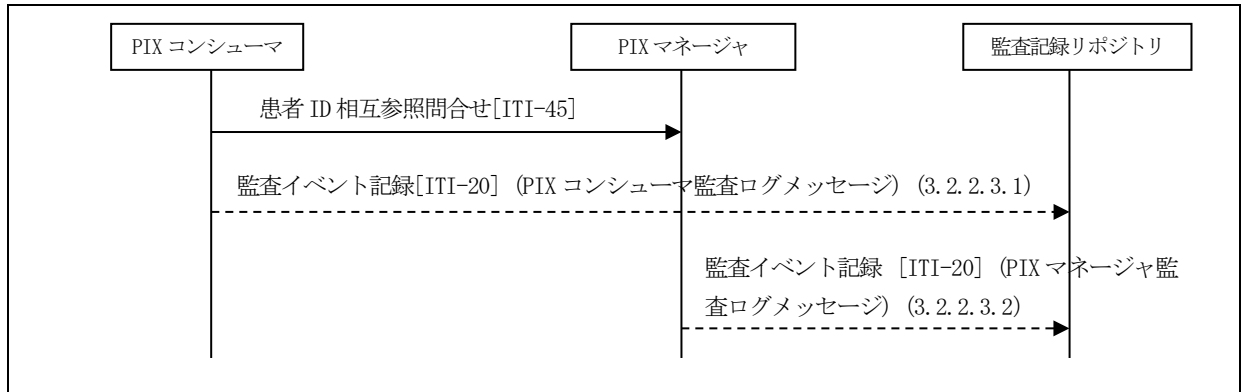 PIX コンシューマ
PIX マネージャ
監査記録リポジトリ
患者 ID 相互参照問合せ[ITI-45]
監査イベント記録[ITI-20] (PIX コンシューマ監査ログメッセージ) (3.2.2.3.1)
監査イベント記録 [ITI-20] (PIX マネージャ監
査ログメッセージ) (3.2.2.3.2)